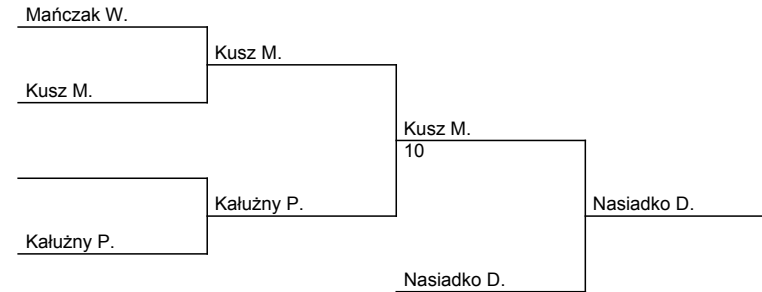 Mańczak W.
Kusz M.
Kusz M.
Kusz M.
10
Kałużny P.
Nasiadko D.
Kałużny P.
Nasiadko D.